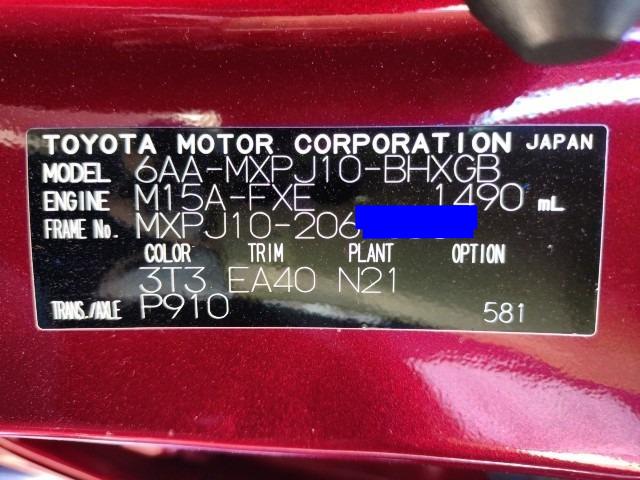 TOYOTA MOTOR CORPORATION JAPAN
MODEL 6AA-MXPJ10-BHXGB
ENGINE M15A-FXE 1490 mL
FRAME No. MXPJ10-206
COLOR TRIM PLANT OPTION
3T3 EA40 N21
TRANS./AXLE P910 581